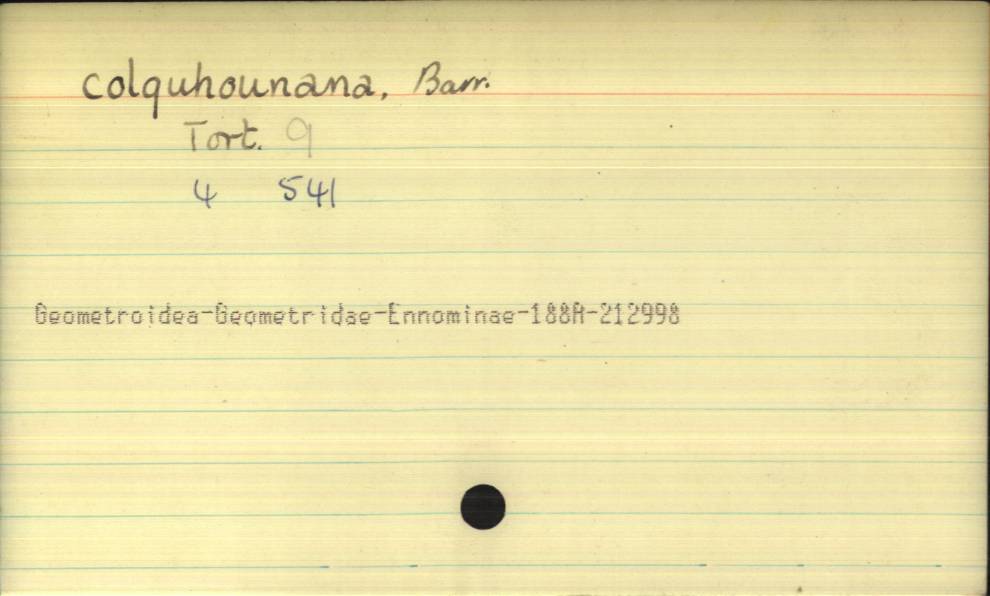 colquhounana, Barr.
Tort. 9
4 541
Geometroidea-Geometridae-Ennominae-188A-212998